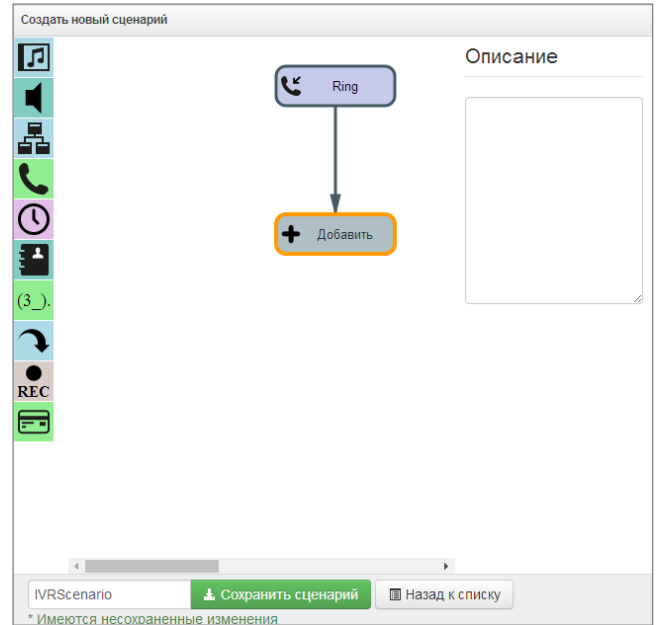 Создать новый сценарий
Описание
Ring
Добавить
(3_).
REC
IVRScenario
Сохранить сценарий
Назад к списку
* Имеются несохраненные изменения